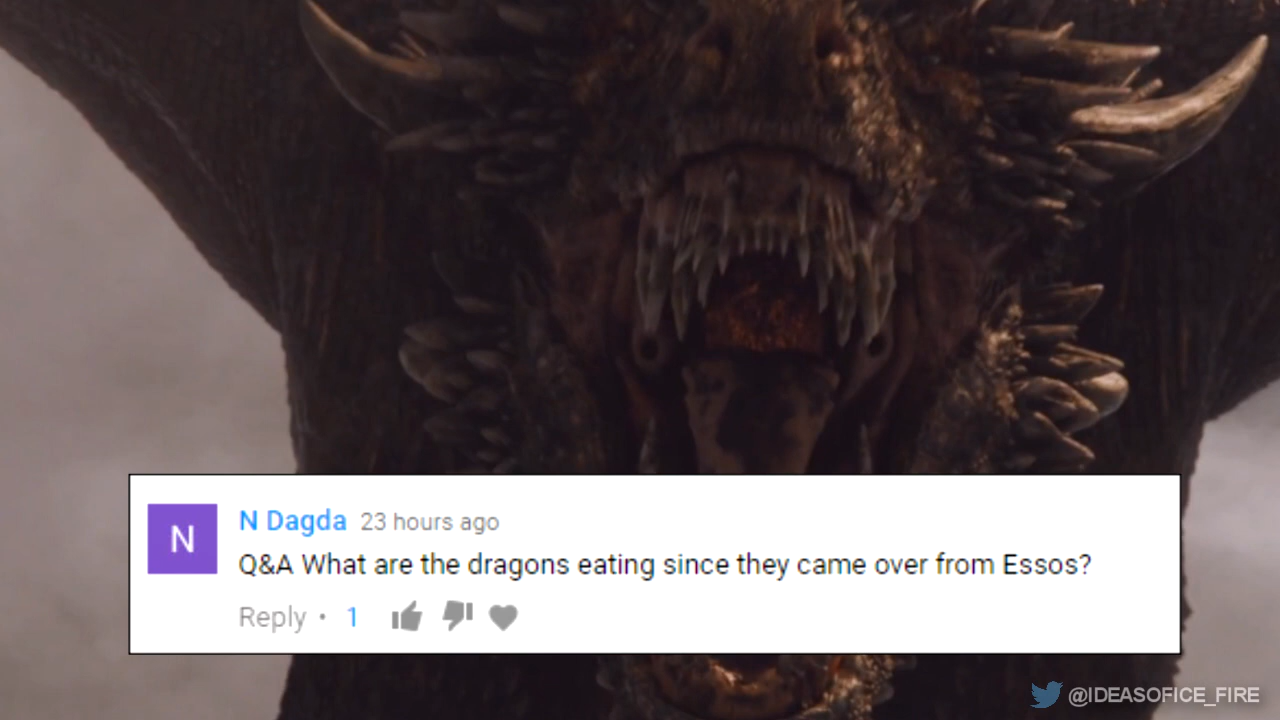 N
N Dagda 23 hours ago
Q&A What are the dragons eating since they came over from Essos?
Reply • 1
@IDEASOFICE_FIRE